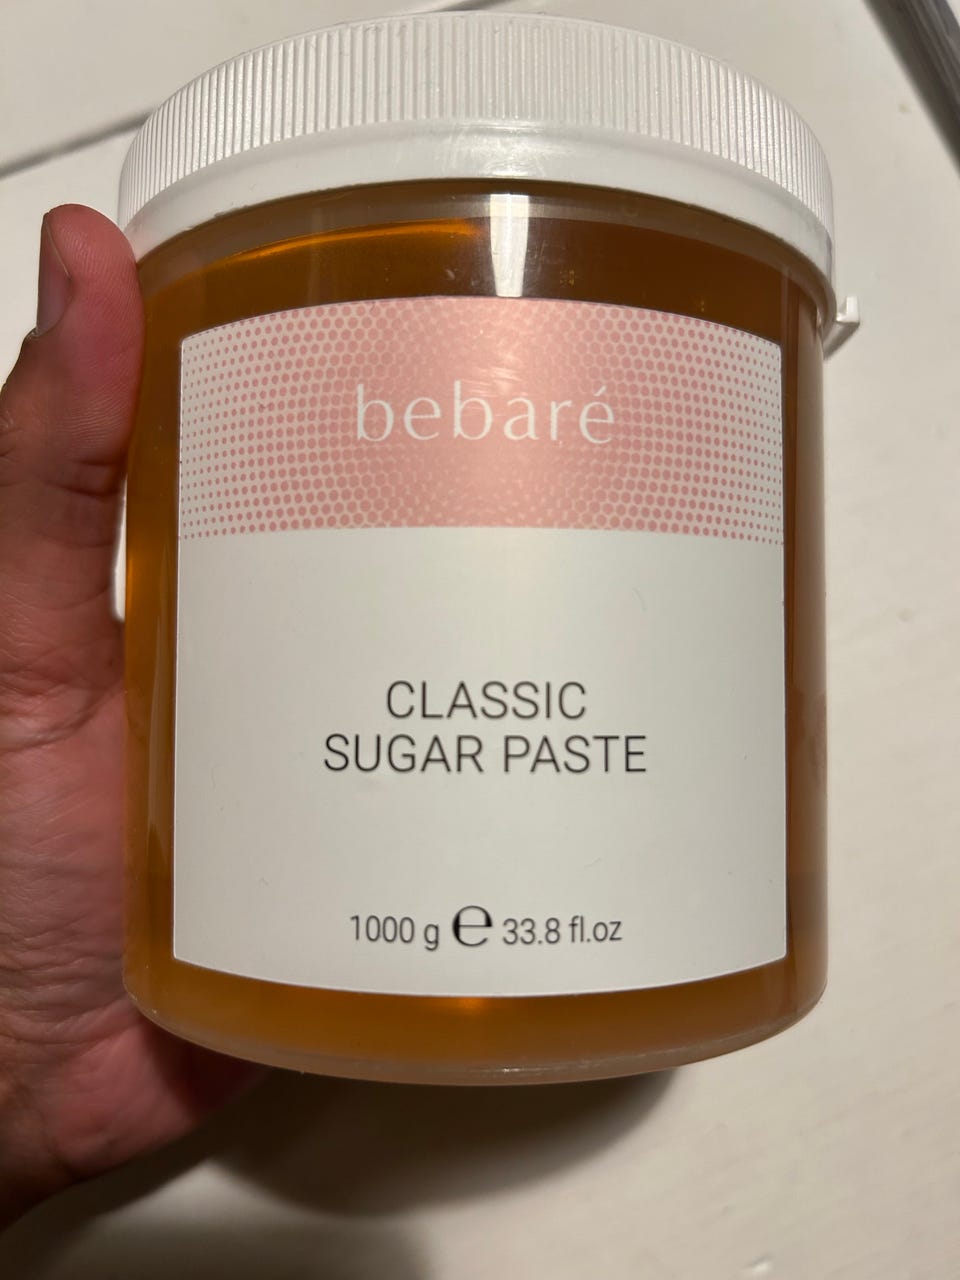 bebaré
CLASSIC
SUGAR PASTE
1000 g ℮ 33.8 fl.oz